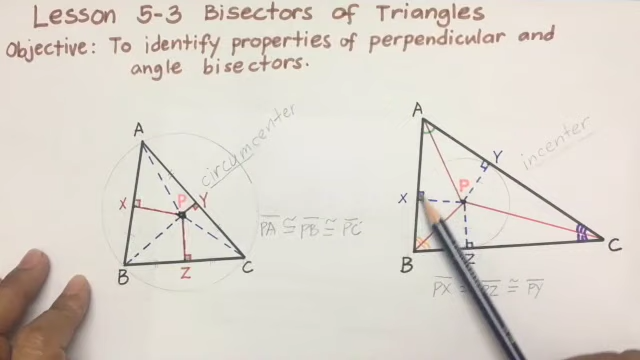 Lesson 5-3 Bisectors of Triangles
Objective: To identify properties of perpendicular and
angle bisectors.
circumcenter
A
X
P
Y
B
Z
C
PA ≅ PB ≅ PC
incenter
A
Y
X
P
B
Z
C
PX ≅ PZ ≅ PY